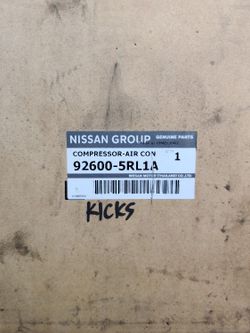 NISSAN GROUP GENUINE PARTS
COMPRESSOR-AIR CON 1
92600-5RL1A
NISSAN MOTOR (THAILAND) CO.,LTD.
KICKS